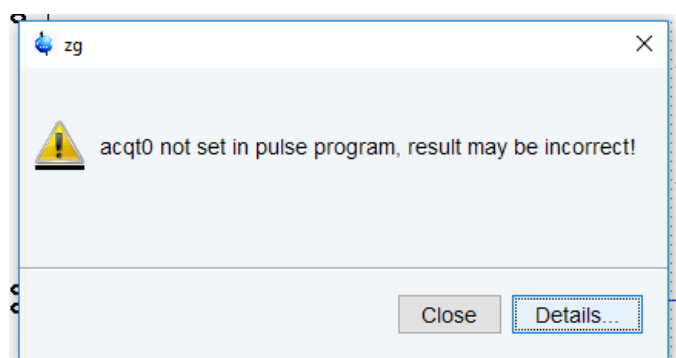 zg
acqt0 not set in pulse program, result may be incorrect!
Close
Details...